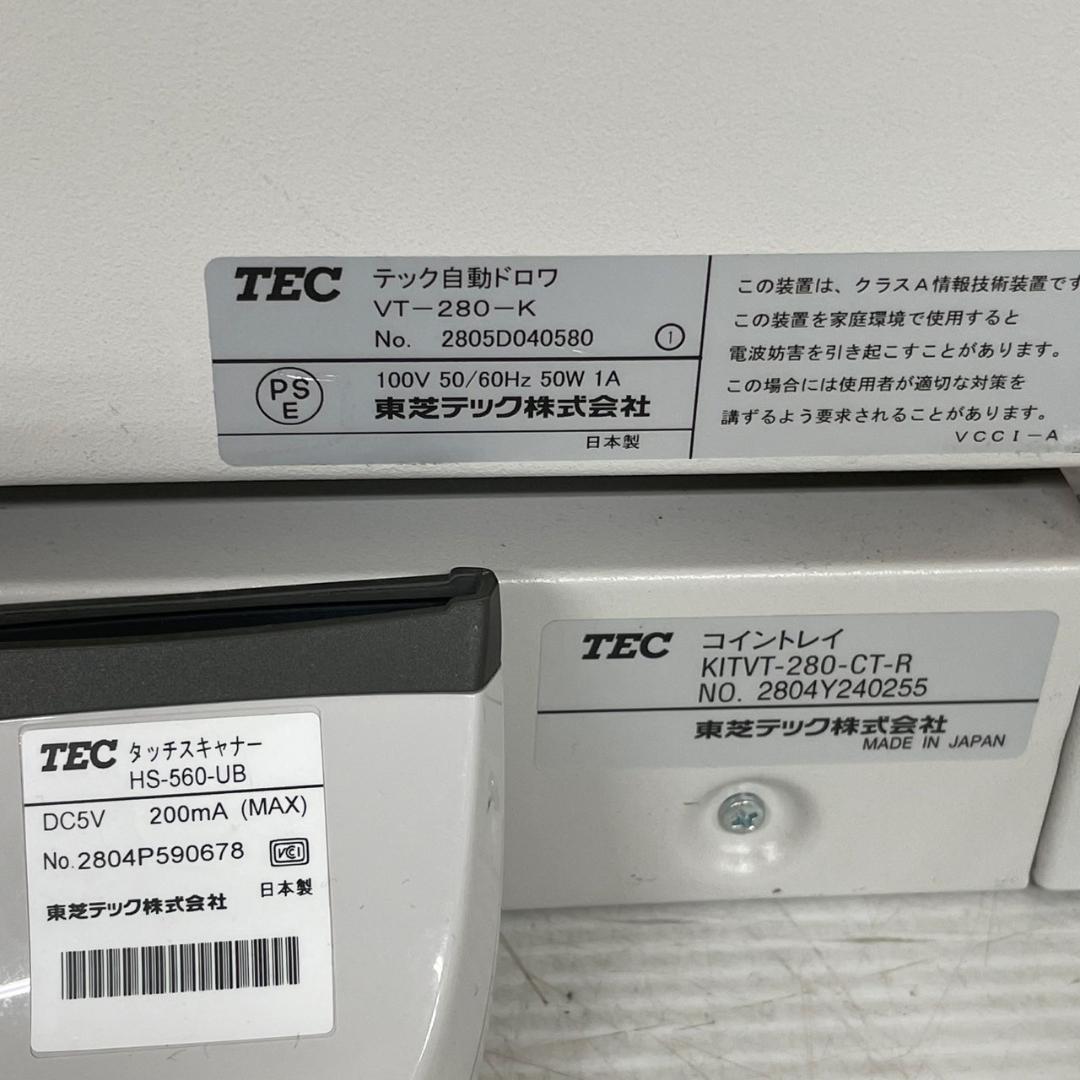 TEC テック自動ドロワ
VT-280-K
No. 2805D040580 ①
PS
E
100V 50/60Hz 50W 1A
東芝テック株式会社
日本製
この装置は、クラスA情報技術装置です
この装置を家庭環境で使用すると
電波妨害を引き起こすことがあります。
この場合には使用者が適切な対策を
講ずるよう要求されることがあります。
VCCI-A
TEC コイントレイ
KITVT-280-CT-R
NO. 2804Y240255
東芝テック株式会社
MADE IN JAPAN
TEC タッチスキャナー
HS-560-UB
DC5V 200mA (MAX)
No. 2804P590678 VCI
日本製
東芝テック株式会社